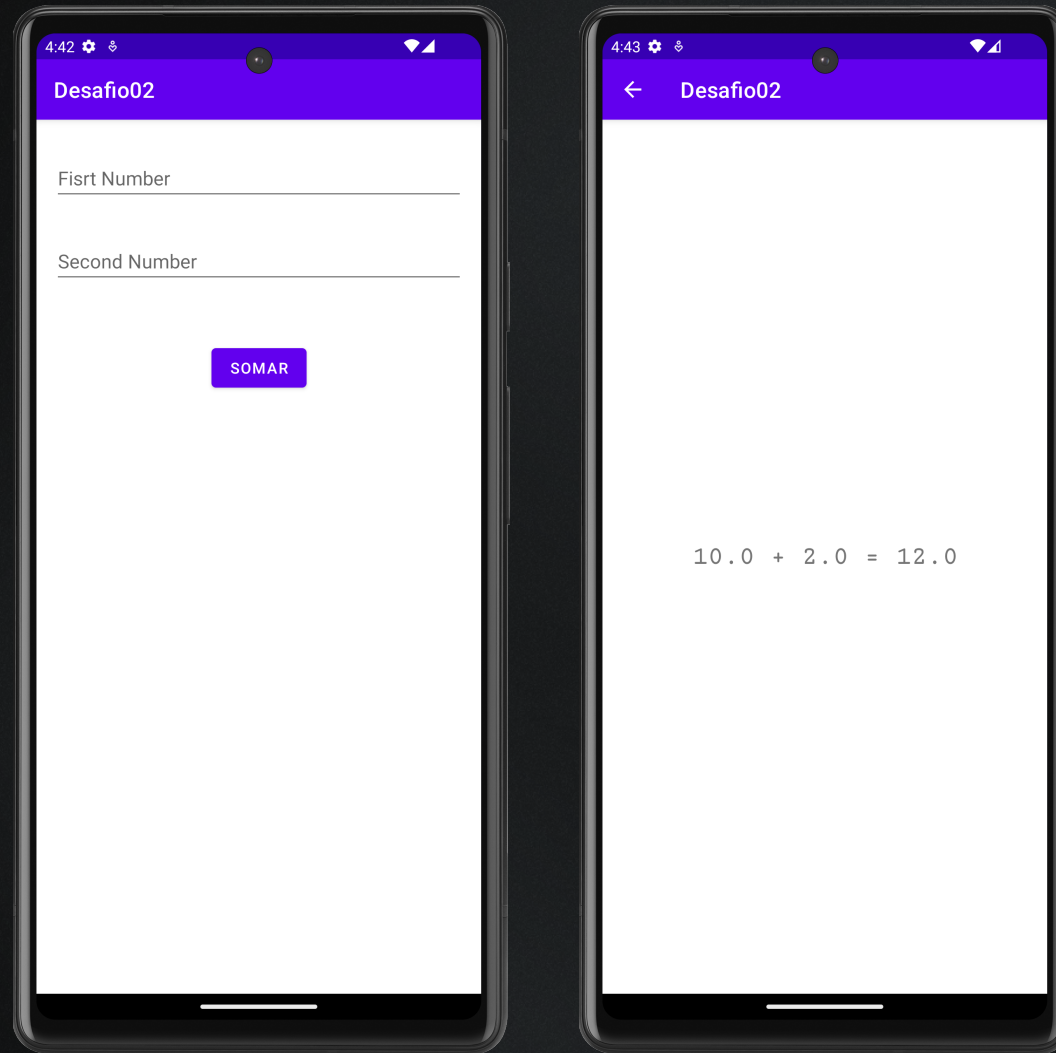 4:42
Desafio02
Fisrt Number
Second Number
SOMAR
4:43
Desafio02
10.0 + 2.0 = 12.0